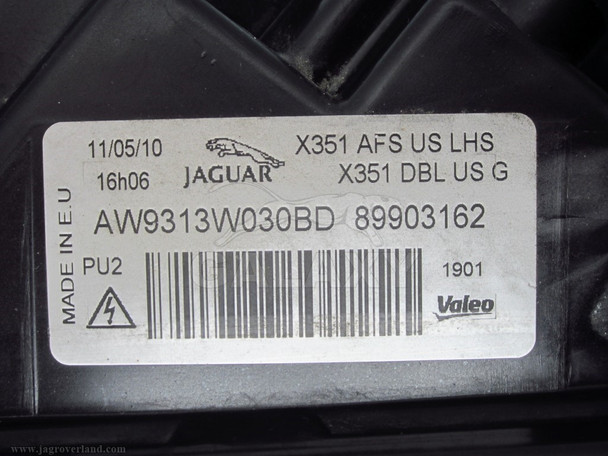 11/05/10
16h06
JAGUAR
X351 AFS US LHS
X351 DBL US G
MADE IN E.U
AW9313W030BD 89903162
PU2
1901
Valeo
www.jagroverland.com